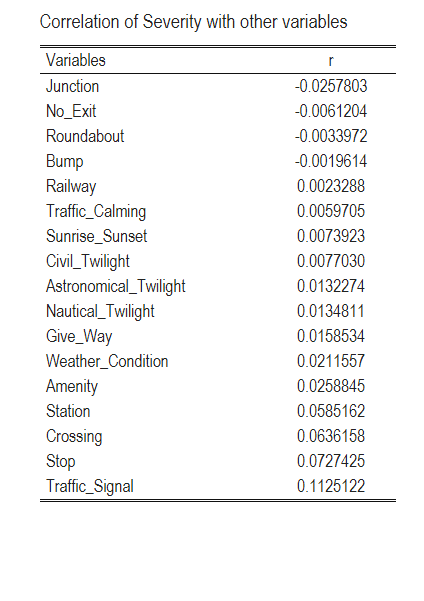 Correlation of Severity with other variables
Variables r
Junction -0.0257803
No_Exit -0.0061204
Roundabout -0.0033972
Bump -0.0019614
Railway 0.0023288
Traffic_Calming 0.0059705
Sunrise_Sunset 0.0073923
Civil_Twilight 0.0077030
Astronomical_Twilight 0.0132274
Nautical_Twilight 0.0134811
Give_Way 0.0158534
Weather_Condition 0.0211557
Amenity 0.0258845
Station 0.0585162
Crossing 0.0636158
Stop 0.0727425
Traffic_Signal 0.1125122